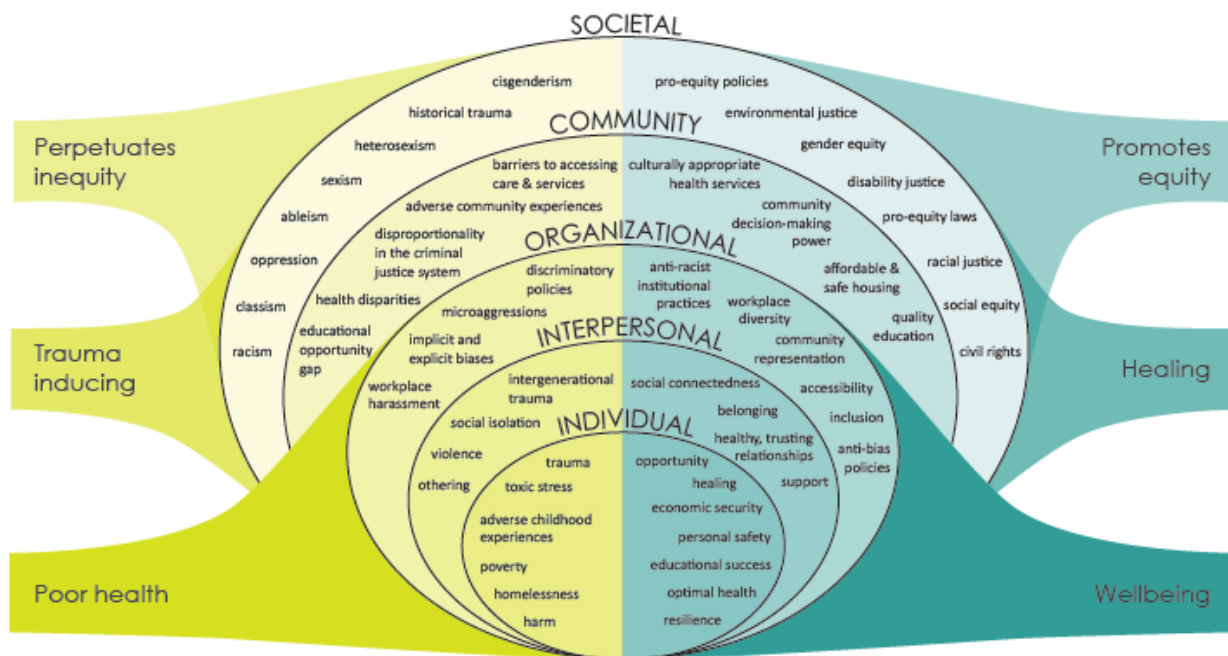 SOCIETAL
cisgenderism
historical trauma
heterosexism
sexism
ableism
oppression
classism
racism
pro-equity policies
environmental justice
gender equity
disability justice
pro-equity laws
racial justice
social equity
civil rights
COMMUNITY
barriers to accessing
care & services
adverse community experiences
disproportionality
in the criminal
justice system
health disparities
educational
opportunity
gap
culturally appropriate
health services
community
decision-making
power
affordable &
safe housing
quality
education
ORGANIZATIONAL
discriminatory
policies
microaggressions
implicit and
explicit biases
workplace
harassment
anti-racist
institutional
practices
workplace
diversity
community
representation
accessibility
inclusion
anti-bias
policies
INTERPERSONAL
intergenerational
trauma
social isolation
violence
othering
social connectedness
belonging
healthy, trusting
relationships
support
INDIVIDUAL
trauma
toxic stress
adverse childhood
experiences
poverty
homelessness
harm
opportunity
healing
economic security
personal safety
educational success
optimal health
resilience
Perpetuates
inequity
Trauma
inducing
Poor health
Promotes
equity
Healing
Wellbeing